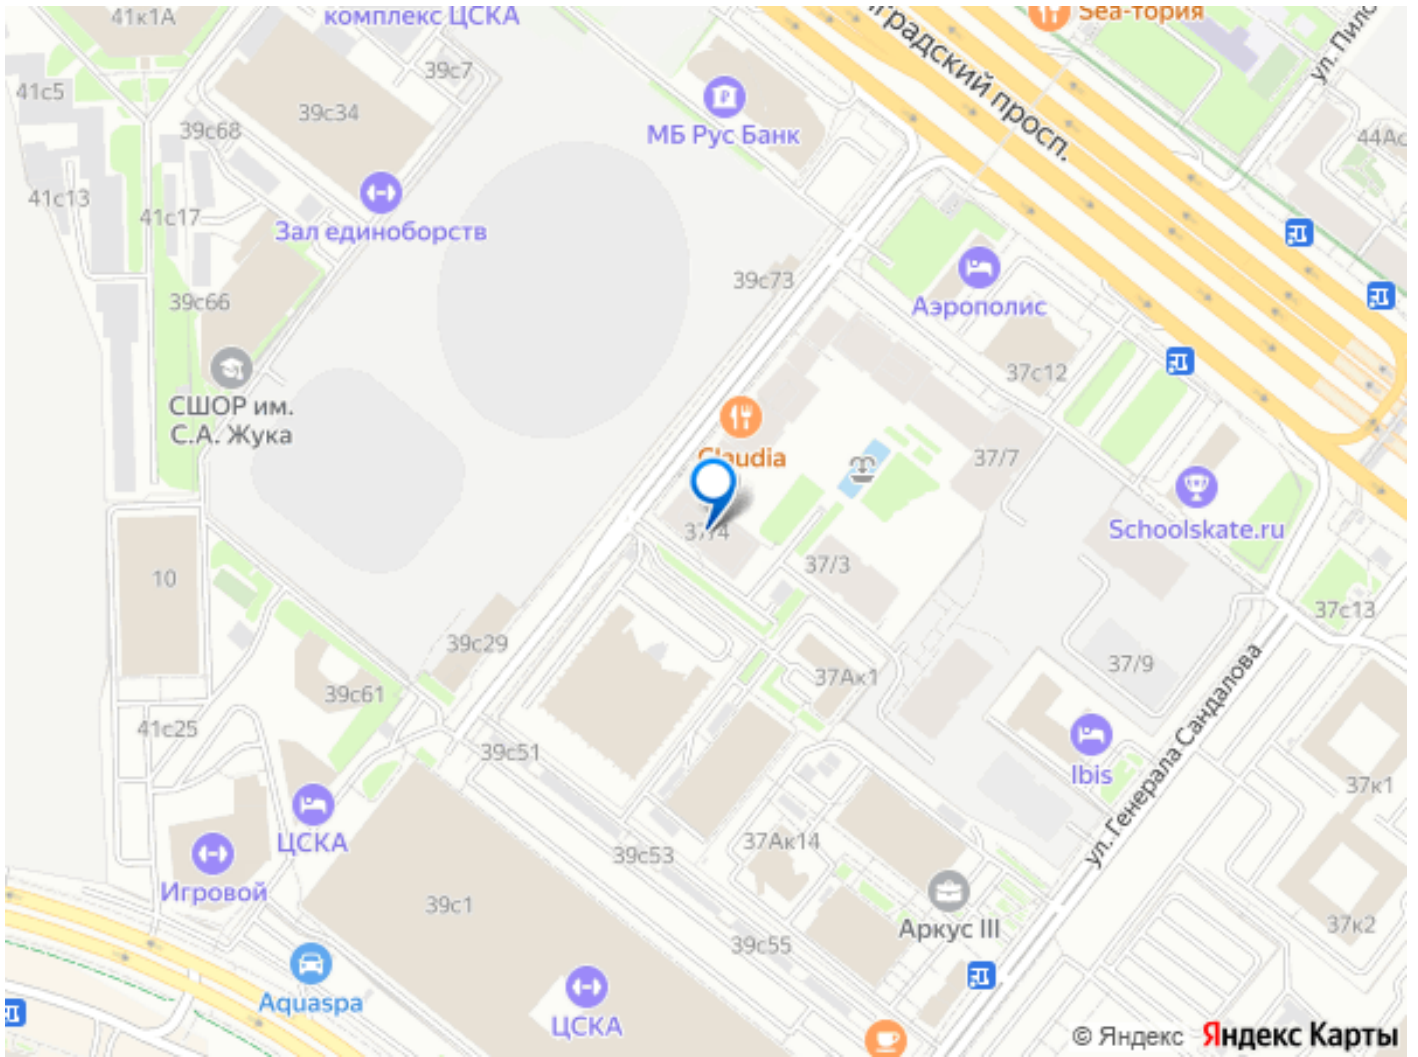 41к1А
комплекс ЦСКА
Sea-тория
ул. Пило
градский просп.
39с7
41с5
39с34
39с68
МБ Рус Банк
44Ас
41с13
41с17
Зал единоборств
39с73
39с66
Аэрополис
37с12
СШОР им.
С.А. Жука
Claudia
37/7
37/4
Schoolskate.ru
37/3
10
37с13
39с29
37/9
37Ак1
39с61
ул. Генерала Сандалова
41с25
39с51
Ibis
37к1
ЦСКА
37Ак14
39с53
Игровой
39с1
Аркус III
37к2
39с55
Aquaspa
ЦСКА
© Яндекс Яндекс Карты